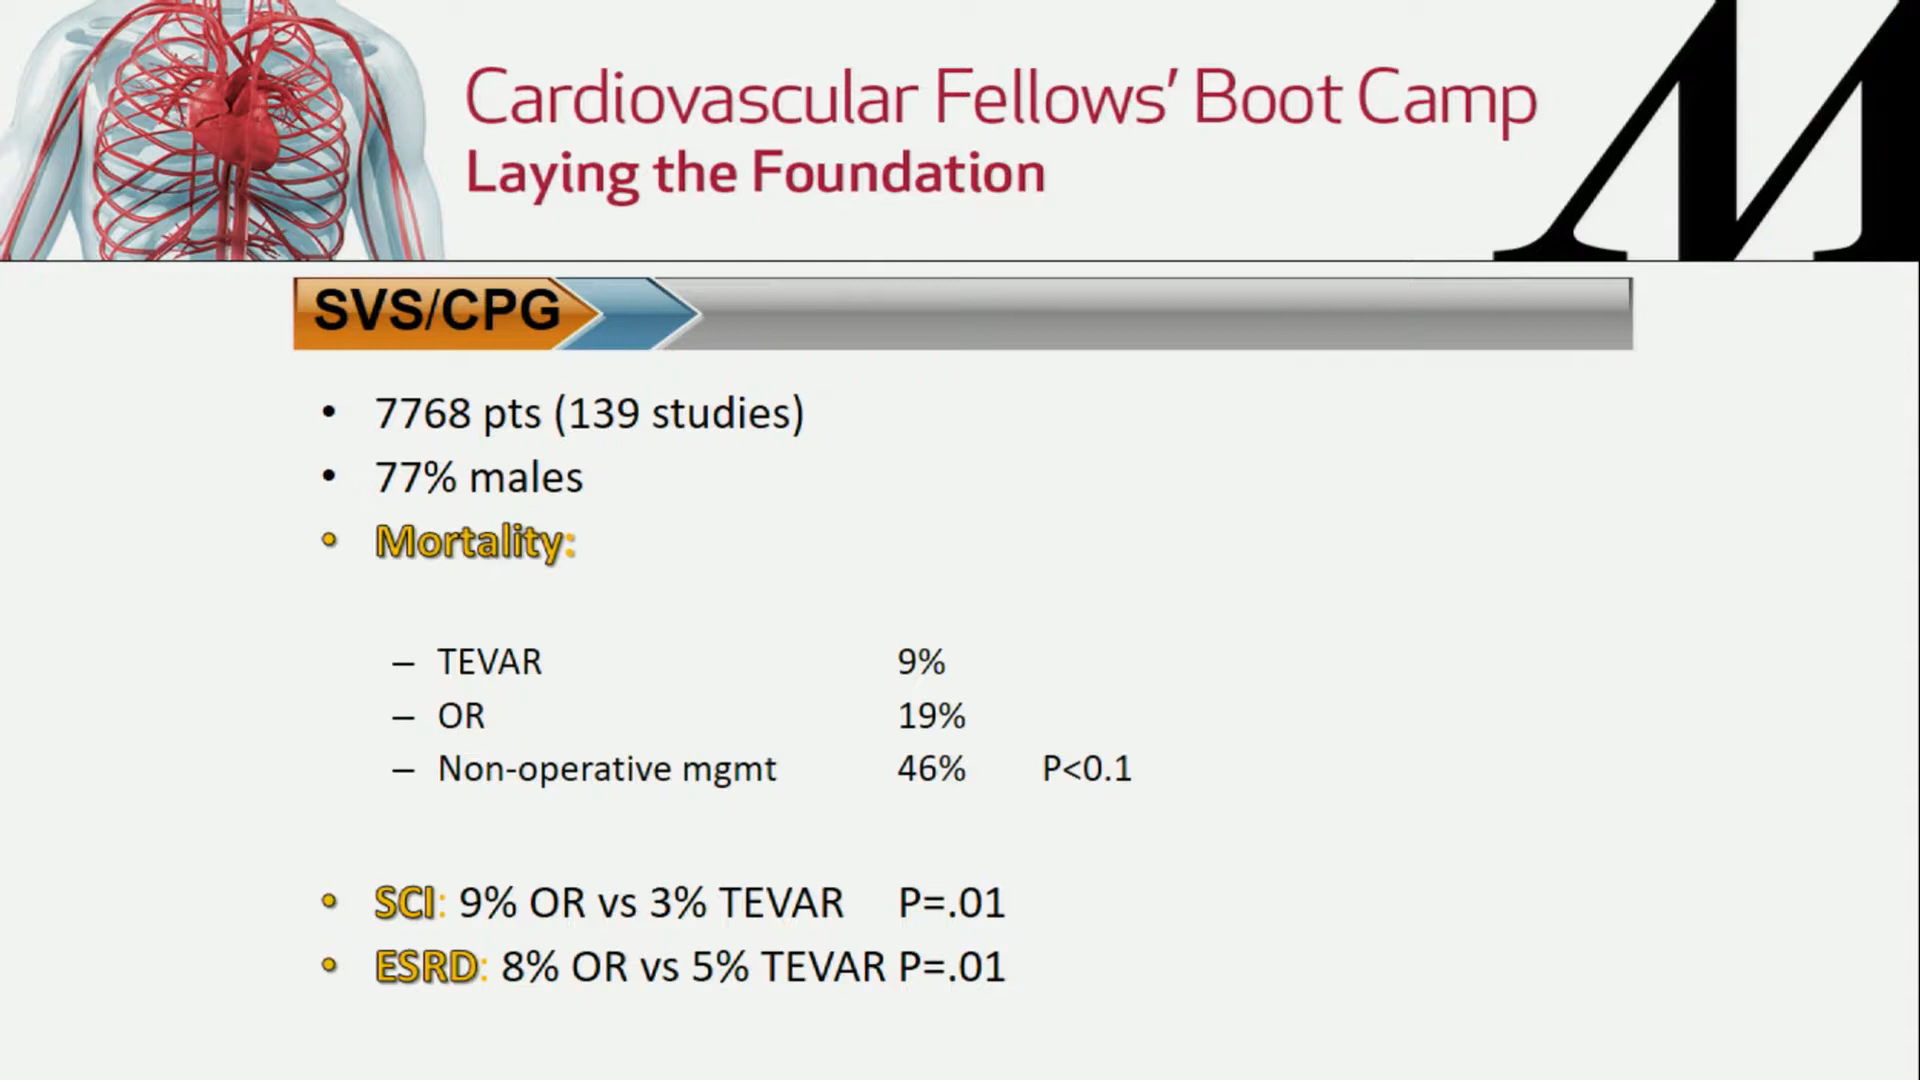 Cardiovascular Fellows’ Boot Camp
Laying the Foundation
M
SVS/CPG
• 7768 pts (139 studies)
• 77% males
• Mortality:
– TEVAR 9%
– OR 19%
– Non-operative mgmt 46% P<0.1
• SCI: 9% OR vs 3% TEVAR P=.01
• ESRD: 8% OR vs 5% TEVAR P=.01